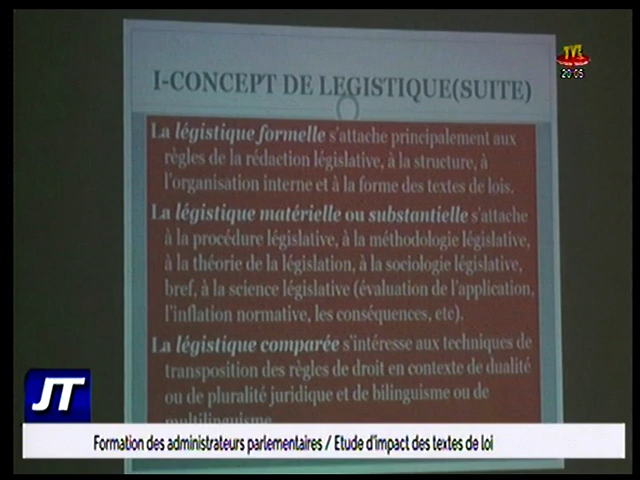 TVT
20:05
I-CONCEPT DE LEGISTIQUE(SUITE)
La légistique formelle s'attache principalement aux
règles de la rédaction législative, à la structure, à
l'organisation interne et à la forme des textes de lois.
La légistique matérielle ou substantielle s'attache
à la procédure législative, à la méthodologie législative,
à la théorie de la législation, à la sociologie législative,
bref, à la science législative (évaluation de l'application,
l'inflation normative, les conséquences, etc).
La légistique comparée s'intéresse aux techniques de
transposition des règles de droit en contexte de dualité
ou de pluralité juridique et de bilinguisme ou de
multilinguisme
JT
Formation des administrateurs parlementaires / Etude d'impact des textes de loi